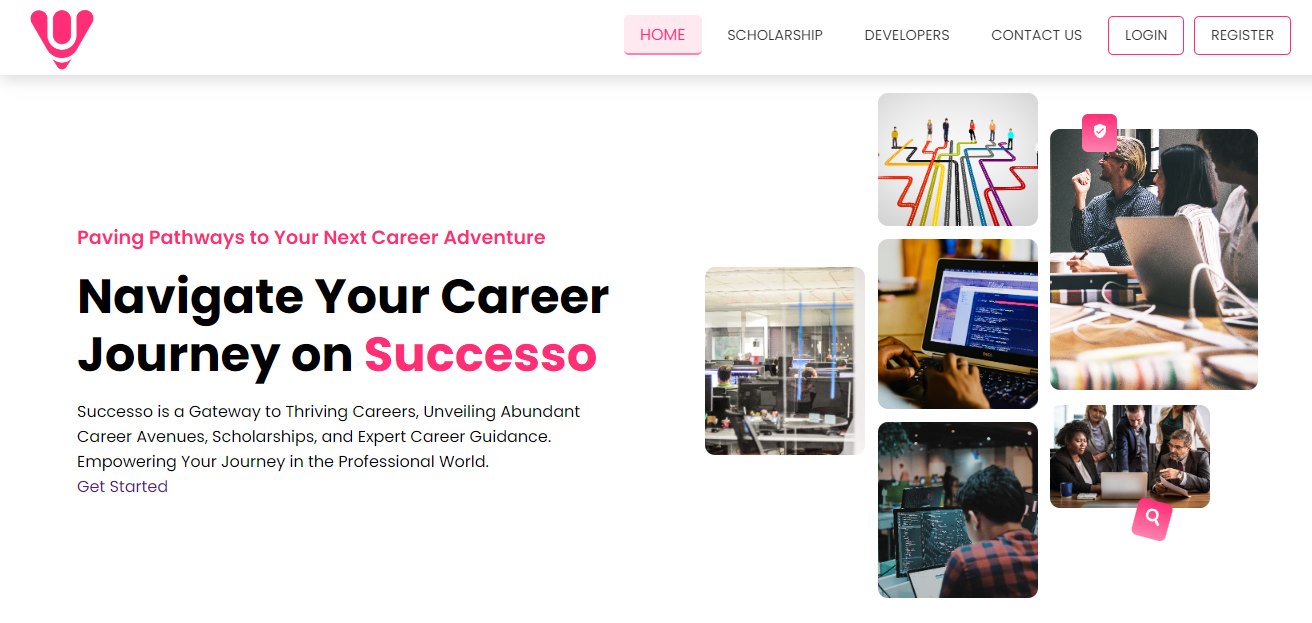 HOME SCHOLARSHIP DEVELOPERS CONTACT US LOGIN REGISTER
Paving Pathways to Your Next Career Adventure
Navigate Your Career
Journey on Successo
Successo is a Gateway to Thriving Careers, Unveiling Abundant
Career Avenues, Scholarships, and Expert Career Guidance.
Empowering Your Journey in the Professional World.
Get Started